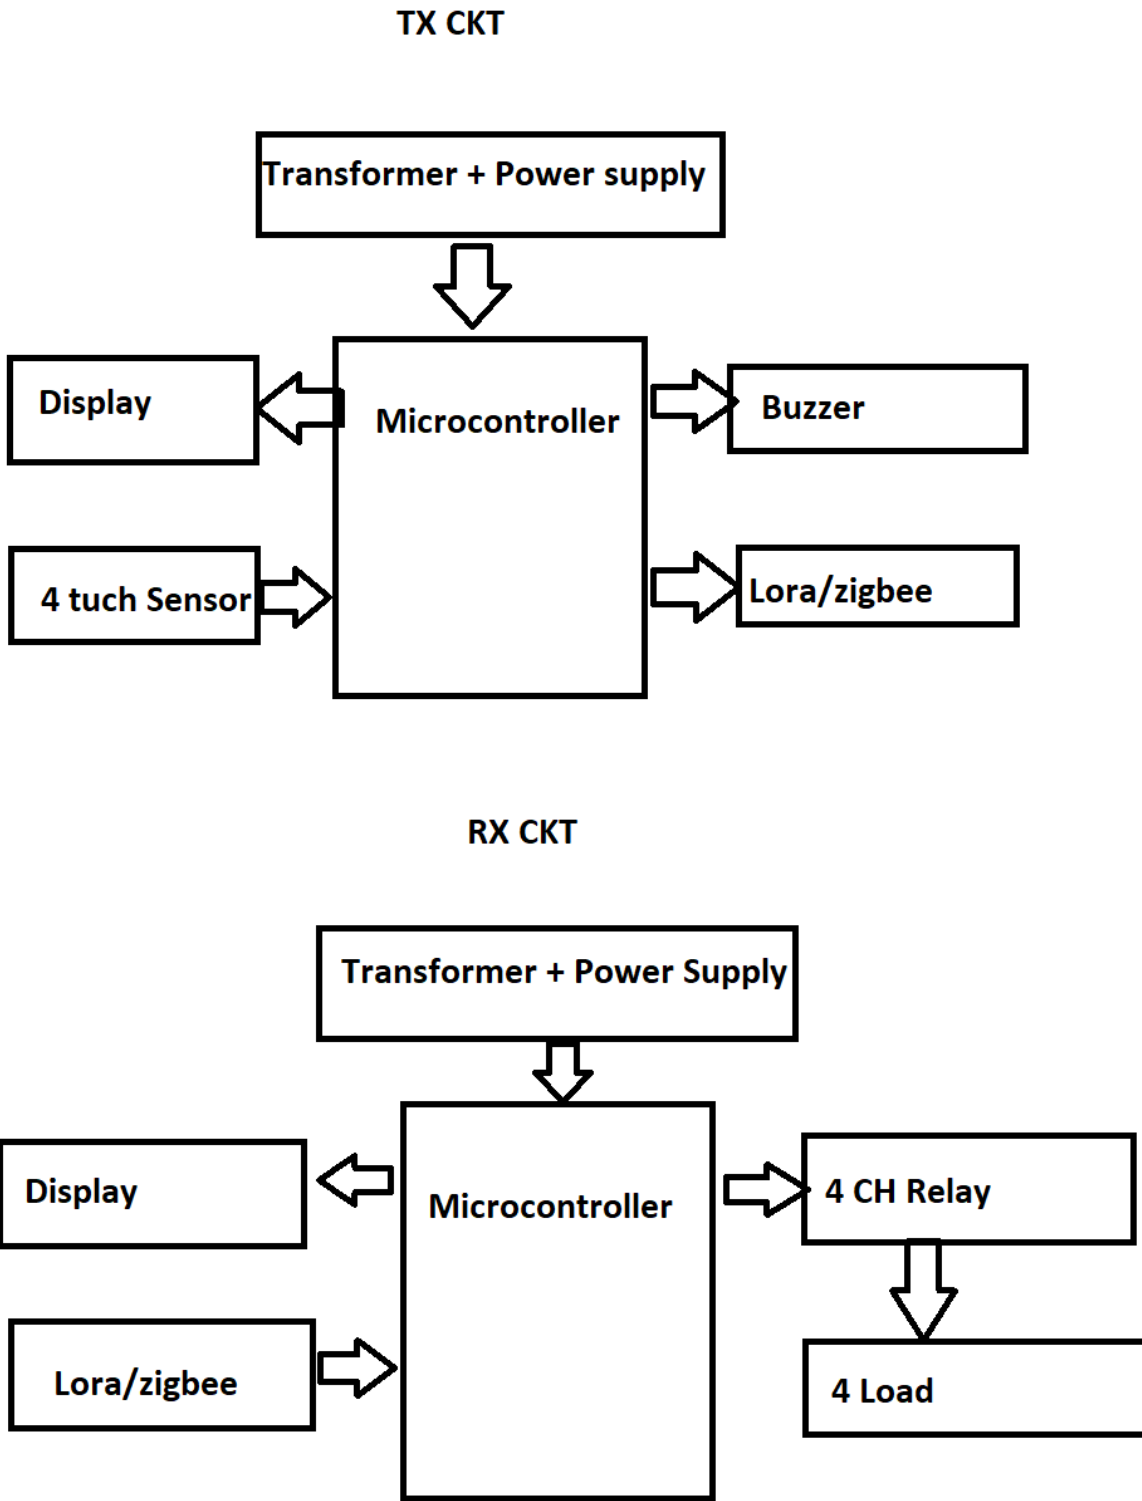 TX CKT
Transformer + Power supply
Display
Microcontroller
Buzzer
4 tuch Sensor
Lora/zigbee
RX CKT
Transformer + Power Supply
Display
Microcontroller
4 CH Relay
Lora/zigbee
4 Load